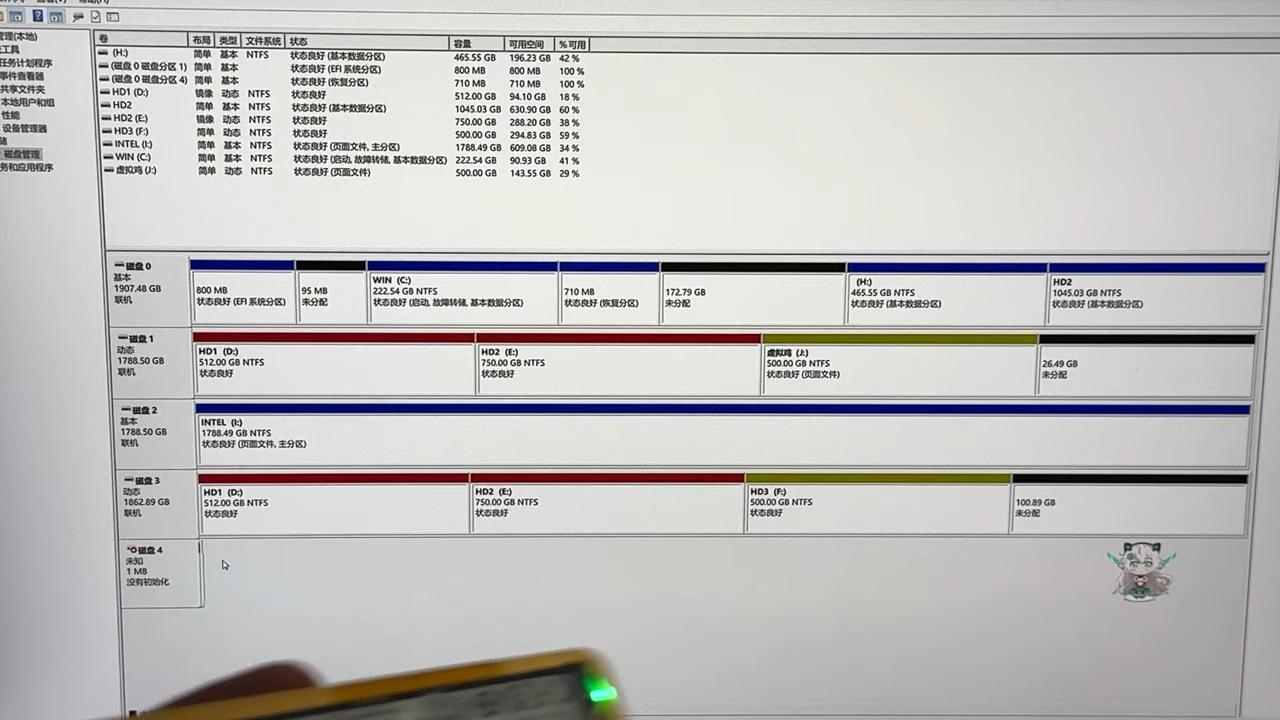 管理(本地)
工具
任务计划程序
事件查看器
共享文件夹
本地用户和组
性能
设备管理器
储
磁盘管理
务和应用程序
卷 布局 类型 文件系统 状态 容量 可用空间 %可用
(H:) 简单 基本 NTFS 状态良好 (基本数据分区) 465.55 GB 196.23 GB 42 %
(磁盘 0 磁盘分区 1) 简单 基本 状态良好 (EFI 系统分区) 800 MB 800 MB 100 %
(磁盘 0 磁盘分区 4) 简单 基本 状态良好 (恢复分区) 710 MB 710 MB 100 %
HD1 (D:) 镜像 动态 NTFS 状态良好 512.00 GB 94.10 GB 18 %
HD2 简单 基本 NTFS 状态良好 (基本数据分区) 1045.03 GB 630.90 GB 60 %
HD2 (E:) 镜像 动态 NTFS 状态良好 750.00 GB 288.20 GB 38 %
HD3 (F:) 简单 动态 NTFS 状态良好 500.00 GB 294.83 GB 59 %
INTEL (I:) 简单 基本 NTFS 状态良好 (页面文件, 主分区) 1788.49 GB 609.08 GB 34 %
WIN (C:) 简单 基本 NTFS 状态良好 (启动, 故障转储, 基本数据分区) 222.54 GB 90.93 GB 41 %
虚拟鸡 (J:) 简单 动态 NTFS 状态良好 (页面文件) 500.00 GB 143.55 GB 29 %
磁盘 0
基本
1907.48 GB
联机
800 MB
状态良好 (EFI 系统分区)
95 MB
未分配
WIN (C:)
222.54 GB NTFS
状态良好 (启动, 故障转储, 基本数据分区)
710 MB
状态良好 (恢复分区)
172.79 GB
未分配
(H:)
465.55 GB NTFS
状态良好 (基本数据分区)
HD2
1045.03 GB NTFS
状态良好 (基本数据分区)
磁盘 1
动态
1788.50 GB
联机
HD1 (D:)
512.00 GB NTFS
状态良好
HD2 (E:)
750.00 GB NTFS
状态良好
虚拟鸡 (J:)
500.00 GB NTFS
状态良好 (页面文件)
26.49 GB
未分配
磁盘 2
基本
1788.50 GB
联机
INTEL (I:)
1788.49 GB NTFS
状态良好 (页面文件, 主分区)
磁盘 3
动态
1862.89 GB
联机
HD1 (D:)
512.00 GB NTFS
状态良好
HD2 (E:)
750.00 GB NTFS
状态良好
HD3 (F:)
500.00 GB NTFS
状态良好
100.89 GB
未分配
磁盘 4
未知
1 MB
没有初始化